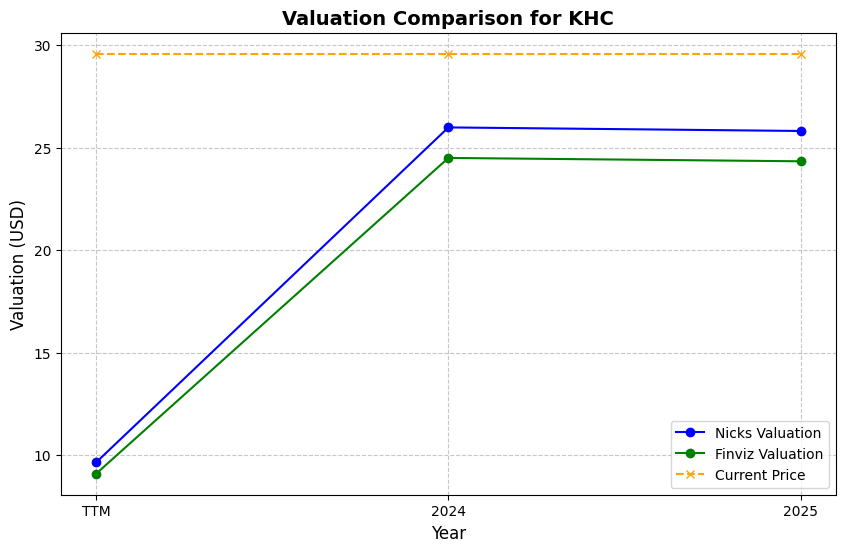 Valuation Comparison for KHC
Valuation (USD)
30
25
20
15
10
TTM
2024
2025
Year
Nicks Valuation
Finviz Valuation
Current Price